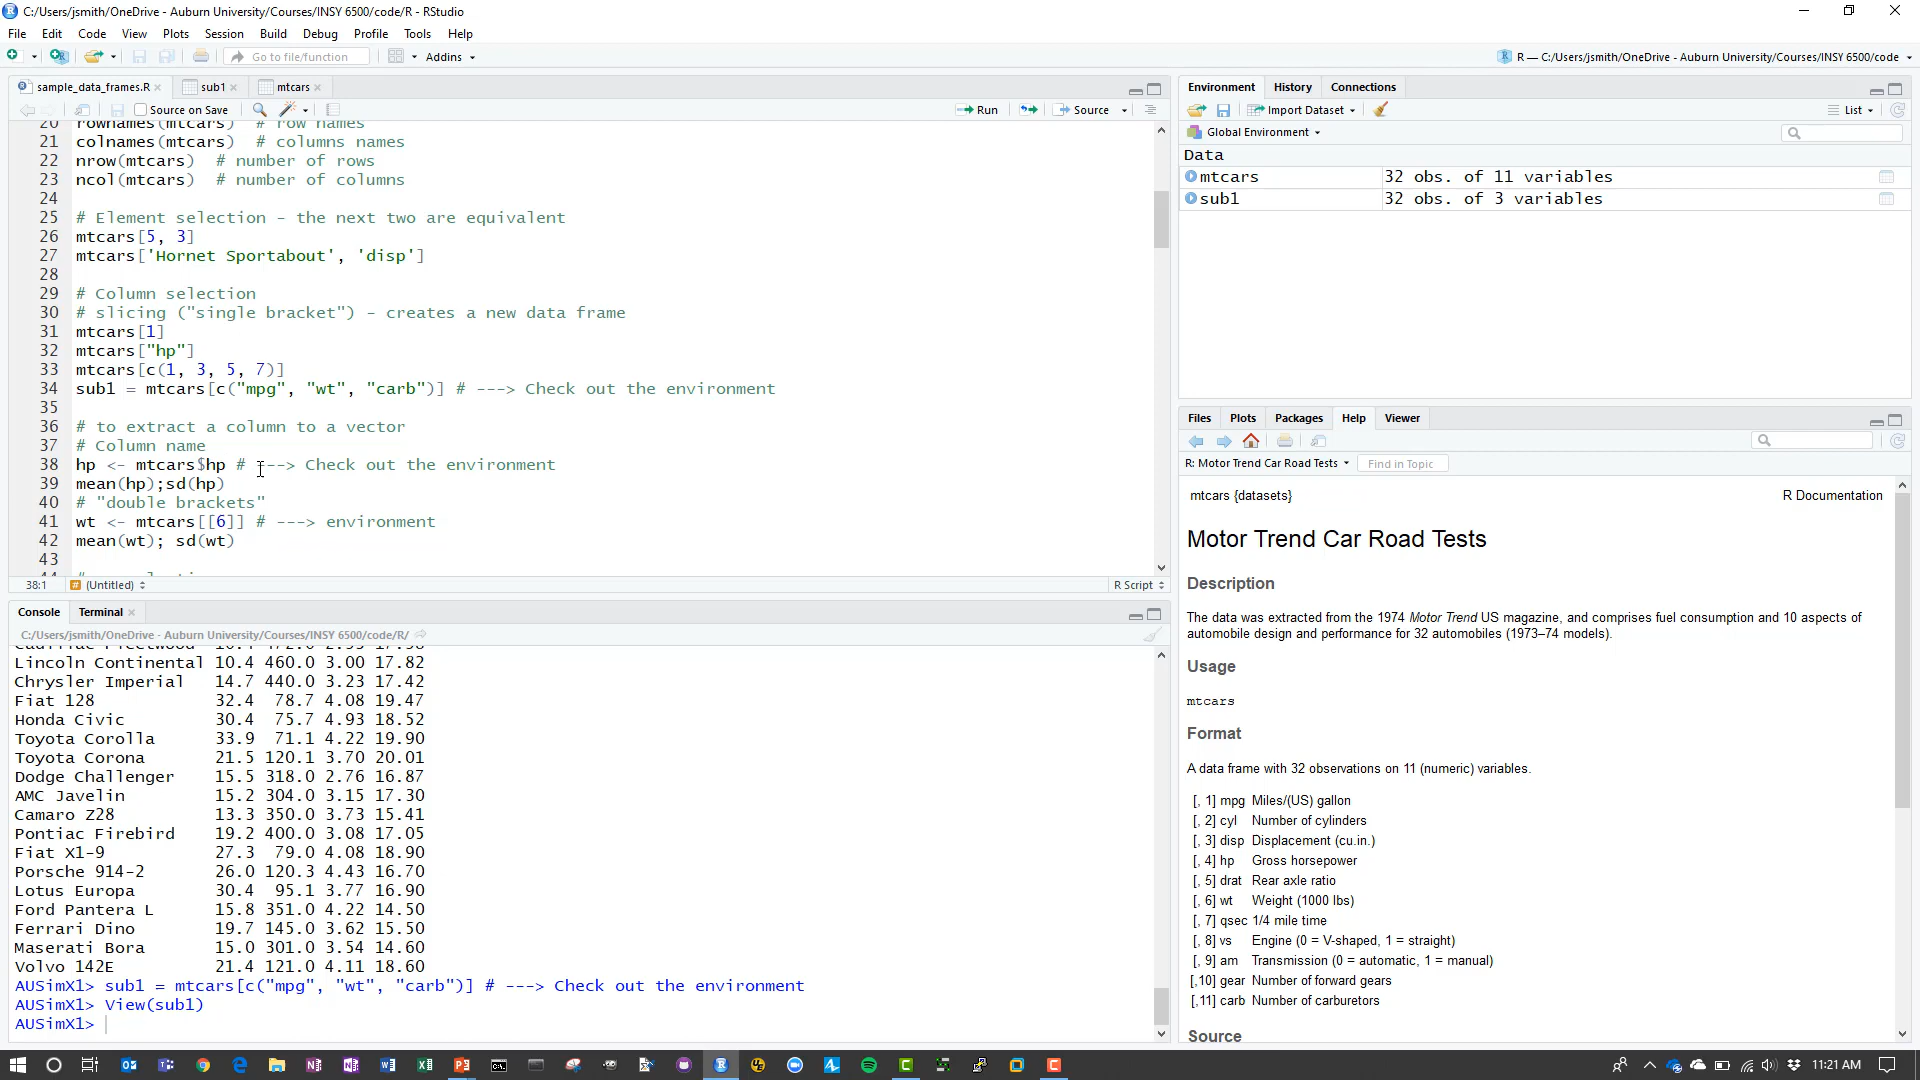 C:/Users/jsmith/OneDrive - Auburn University/Courses/INSY 6500/code/R - RStudio
File Edit Code View Plots Session Build Debug Profile Tools Help
Go to file/function Addins R — C:/Users/jsmith/OneDrive - Auburn University/Courses/INSY 6500/code
sample_data_frames.R sub1 mtcars
Source on Save Run Source
20 rownames(mtcars) # row names
21 colnames(mtcars) # columns names
22 nrow(mtcars) # number of rows
23 ncol(mtcars) # number of columns
24
25 # Element selection - the next two are equivalent
26 mtcars[5, 3]
27 mtcars['Hornet Sportabout', 'disp']
28
29 # Column selection
30 # slicing ("single bracket") - creates a new data frame
31 mtcars[1]
32 mtcars["hp"]
33 mtcars[c(1, 3, 5, 7)]
34 sub1 = mtcars[c("mpg", "wt", "carb")] # ---> Check out the environment
35
36 # to extract a column to a vector
37 # Column name
38 hp <- mtcars$hp # ---> Check out the environment
39 mean(hp);sd(hp)
40 # "double brackets"
41 wt <- mtcars[[6]] # ---> environment
42 mean(wt); sd(wt)
43
38:1 (Untitled) R Script
Console Terminal
C:/Users/jsmith/OneDrive - Auburn University/Courses/INSY 6500/code/R/
Lincoln Continental 10.4 460.0 3.00 17.82
Chrysler Imperial 14.7 440.0 3.23 17.42
Fiat 128 32.4 78.7 4.08 19.47
Honda Civic 30.4 75.7 4.93 18.52
Toyota Corolla 33.9 71.1 4.22 19.90
Toyota Corona 21.5 120.1 3.70 20.01
Dodge Challenger 15.5 318.0 2.76 16.87
AMC Javelin 15.2 304.0 3.15 17.30
Camaro Z28 13.3 350.0 3.73 15.41
Pontiac Firebird 19.2 400.0 3.08 17.05
Fiat X1-9 27.3 79.0 4.08 18.90
Porsche 914-2 26.0 120.3 4.43 16.70
Lotus Europa 30.4 95.1 3.77 16.90
Ford Pantera L 15.8 351.0 4.22 14.50
Ferrari Dino 19.7 145.0 3.62 15.50
Maserati Bora 15.0 301.0 3.54 14.60
Volvo 142E 21.4 121.0 4.11 18.60
AUSimX1> sub1 = mtcars[c("mpg", "wt", "carb")] # ---> Check out the environment
AUSimX1> View(sub1)
AUSimX1>
Environment History Connections
Import Dataset List
Global Environment
Data
mtcars 32 obs. of 11 variables
sub1 32 obs. of 3 variables
Files Plots Packages Help Viewer
R: Motor Trend Car Road Tests Find in Topic
mtcars {datasets} R Documentation
Motor Trend Car Road Tests
Description
The data was extracted from the 1974 Motor Trend US magazine, and comprises fuel consumption and 10 aspects of
automobile design and performance for 32 automobiles (1973–74 models).
Usage
mtcars
Format
A data frame with 32 observations on 11 (numeric) variables.
[, 1] mpg Miles/(US) gallon
[, 2] cyl Number of cylinders
[, 3] disp Displacement (cu.in.)
[, 4] hp Gross horsepower
[, 5] drat Rear axle ratio
[, 6] wt Weight (1000 lbs)
[, 7] qsec 1/4 mile time
[, 8] vs Engine (0 = V-shaped, 1 = straight)
[, 9] am Transmission (0 = automatic, 1 = manual)
[,10] gear Number of forward gears
[,11] carb Number of carburetors
Source
11:21 AM